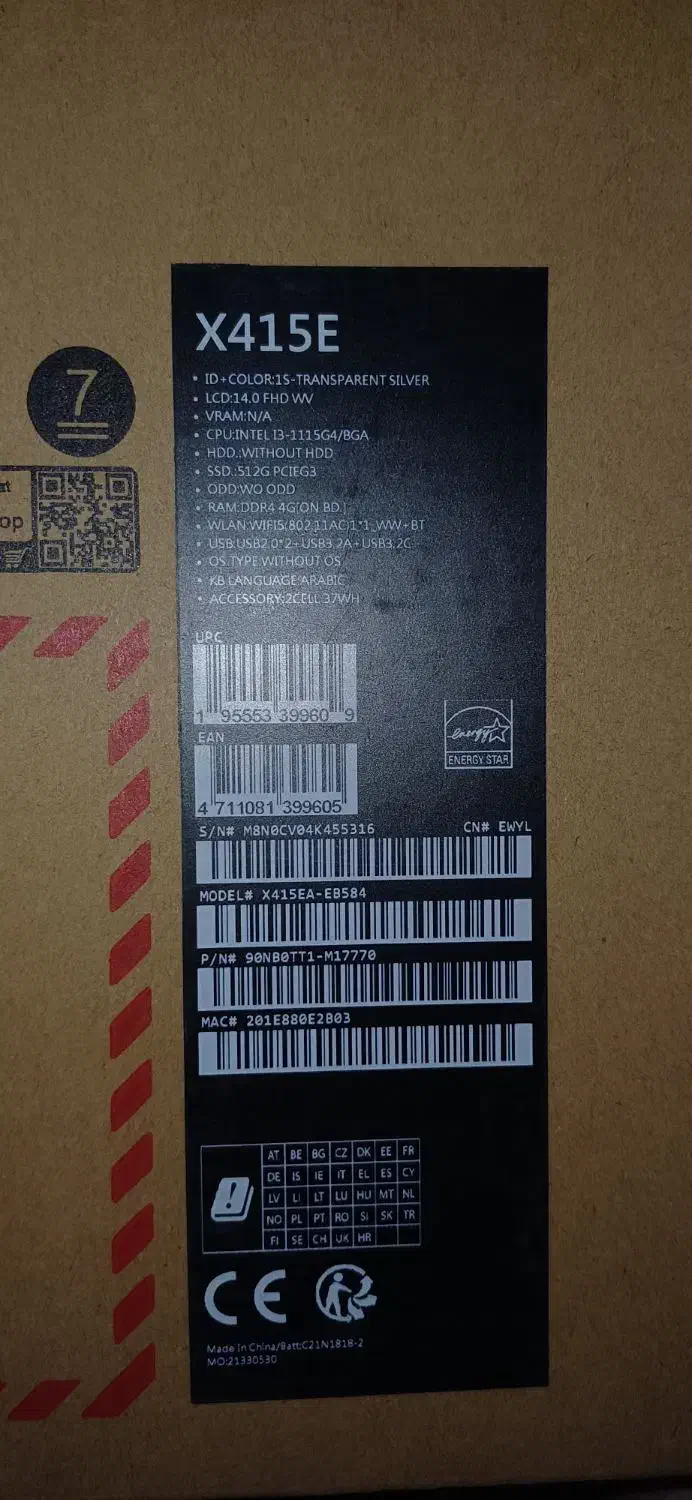 X415E
• ID+COLOR:1S-TRANSPARENT SILVER
• LCD:14.0 FHD WV
• VRAM:N/A
• CPU:INTEL I3-1115G4/BGA
• HDD.:WITHOUT HDD
• SSD.:512G PCIEG3
• ODD:WO ODD
• RAM:DDR4 4G(ON BD.)
• WLAN:WIFI5(802.11AC)1*1_WW+BT
• USB:USB2.0*2+USB3.2A+USB3.2C
• OS TYPE:WITHOUT OS
• KB LANGUAGE:ARABIC
• ACCESSORY:2CELL 37WH
7
op
UPC
1 95553 39960 9
EAN
4 711081 399605
energy
ENERGY STAR
S/N# M8N0CV04K455316 CN# EWYL
MODEL# X415EA-EB584
P/N# 90NB0TT1-M17770
MAC# 201E880E2B03
AT BE BG CZ DK EE FR
DE IS IE IT EL ES CY
LV LI LT LU HU MT NL
NO PL PT RO SI SK TR
FI SE CH UK HR
CE
Made In China/Batt:C21N1818-2
MO:21330530